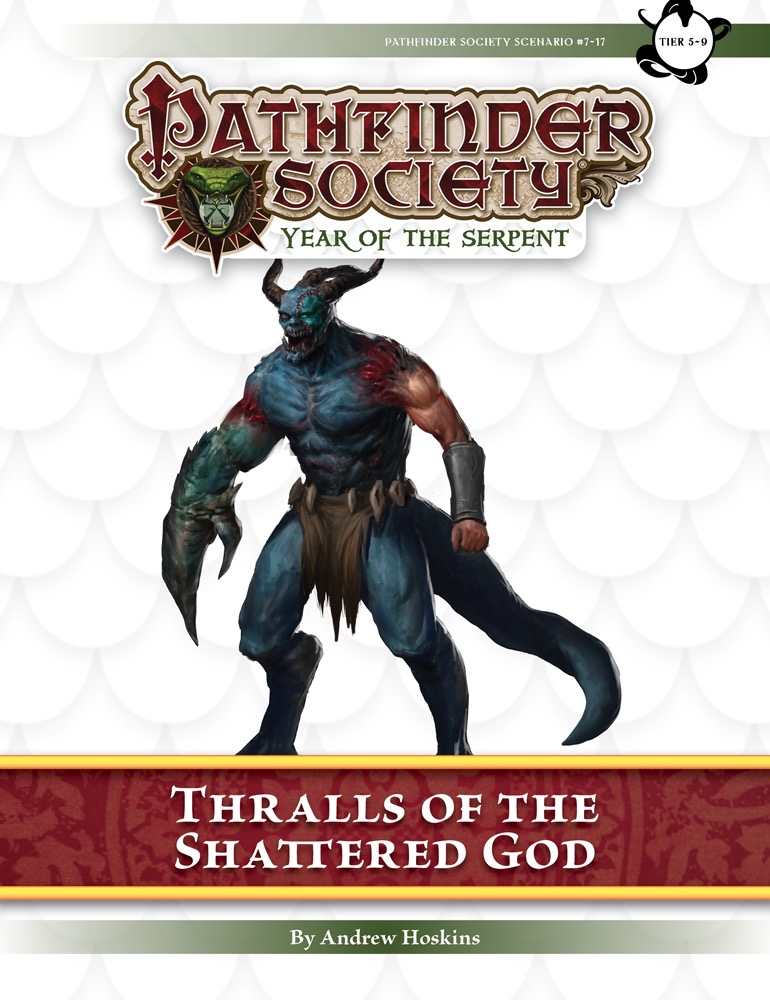 PATHFINDER SOCIETY SCENARIO #7-17
TIER 5-9
PATHFINDER
SOCIETY®
YEAR OF THE SERPENT
THRALLS OF THE
SHATTERED GOD
By Andrew Hoskins